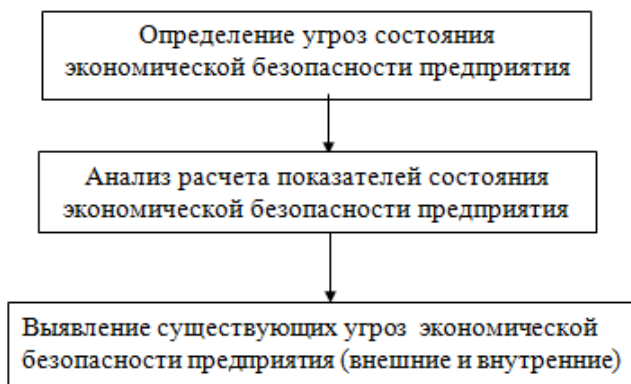 Определение угроз состояния
экономической безопасности предприятия
Анализ расчета показателей состояния
экономической безопасности предприятия
Выявление существующих угроз экономической
безопасности предприятия (внешние и внутренние)